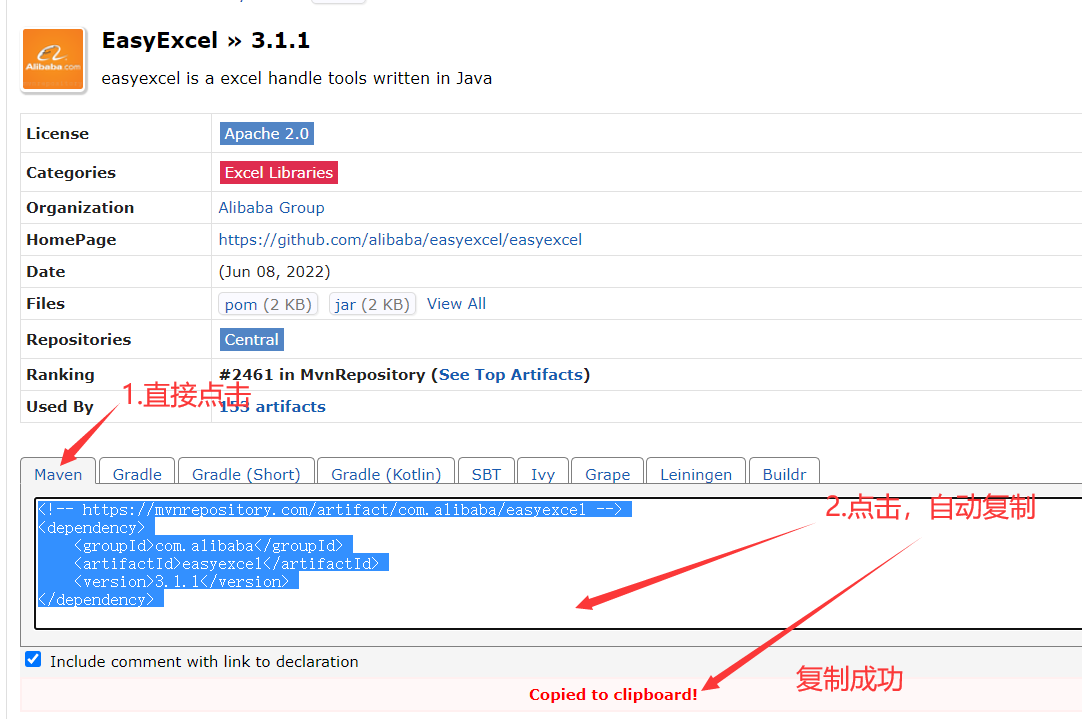 EasyExcel » 3.1.1
Alibaba.com
easyexcel is a excel handle tools written in Java
License Apache 2.0
Categories Excel Libraries
Organization Alibaba Group
HomePage https://github.com/alibaba/easyexcel/easyexcel
Date (Jun 08, 2022)
Files pom (2 KB) jar (2 KB) View All
Repositories Central
Ranking #2461 in MvnRepository (See Top Artifacts)
1.直接点击
Used By 153 artifacts
Maven Gradle Gradle (Short) Gradle (Kotlin) SBT Ivy Grape Leiningen Buildr
<!-- https://mvnrepository.com/artifact/com.alibaba/easyexcel -->
2.点击，自动复制
<dependency>
<groupId>com.alibaba</groupId>
<artifactId>easyexcel</artifactId>
<version>3.1.1</version>
</dependency>
Include comment with link to declaration
复制成功
Copied to clipboard!